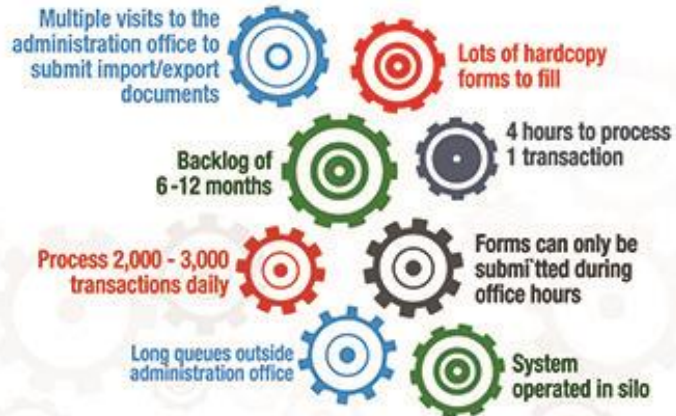 Multiple visits to the
administration office to
submit import/export
documents
Lots of hardcopy
forms to fill
Backlog of
6-12 months
4 hours to process
1 transaction
Process 2,000 - 3,000
transactions daily
Forms can only be
submi`tted during
office hours
Long queues outside
administration office
System
operated in silo